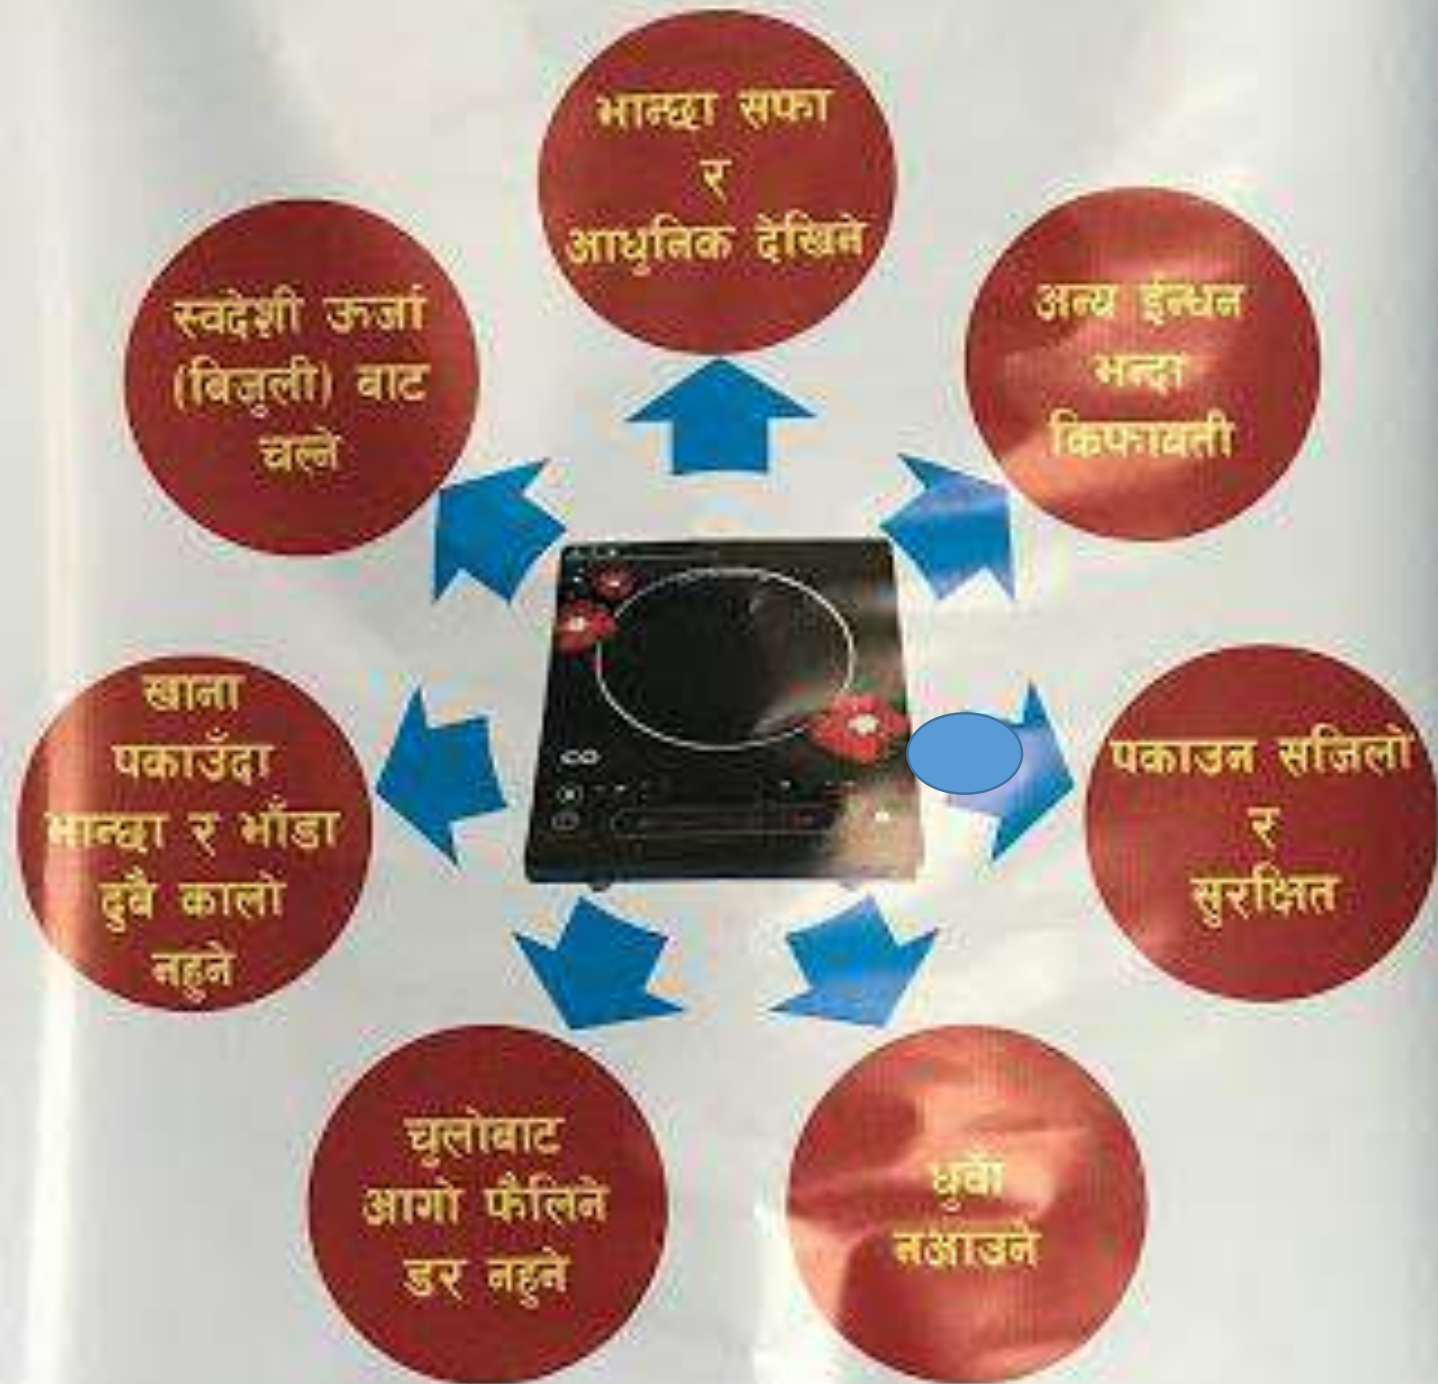 भान्छा सफा
र
आधुनिक देखिने
स्वदेशी ऊर्जा
(बिजुली) बाट
चल्ने
अन्य ईन्धन
भन्दा
किफायती
खाना
पकाउँदा
भान्छा र भाँडा
दुबै कालो
नहुने
पकाउन सजिलो
र
सुरक्षित
चुलोबाट
आगो फैलिने
डर नहुने
धुवाँ
नआउने